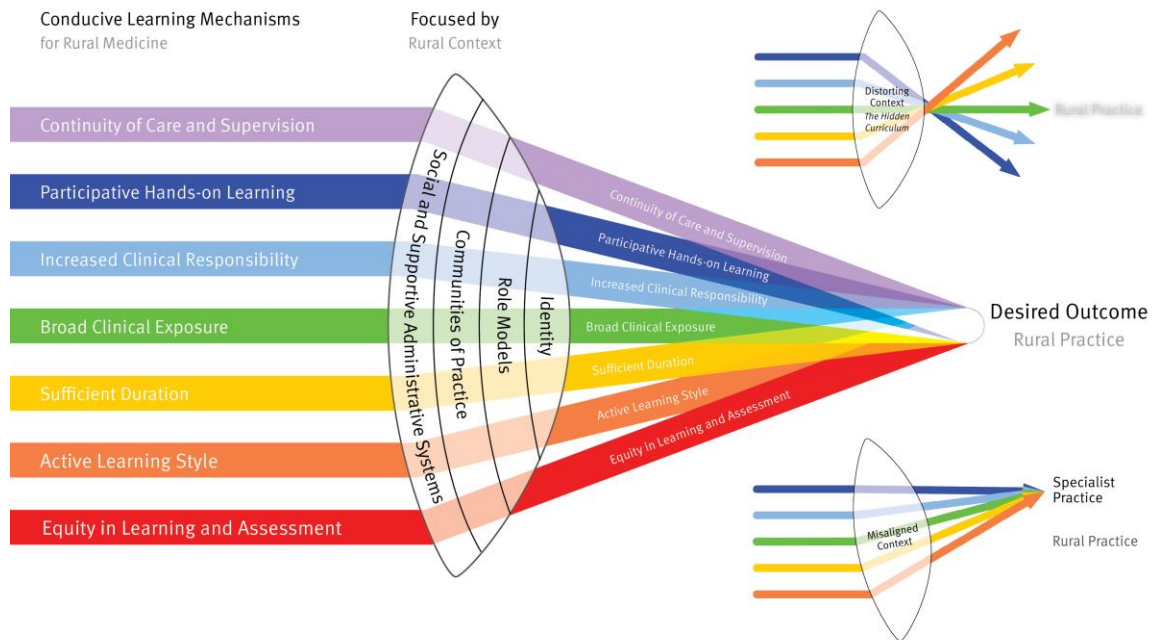 Conducive Learning Mechanisms
for Rural Medicine
Focused by
Rural Context
Continuity of Care and Supervision
Participative Hands-on Learning
Increased Clinical Responsibility
Broad Clinical Exposure
Sufficient Duration
Active Learning Style
Equity in Learning and Assessment
Social and Supportive Administrative Systems
Communities of Practice
Role Models
Identity
Continuity of Care and Supervision
Participative Hands-on Learning
Increased Clinical Responsibility
Broad Clinical Exposure
Sufficient Duration
Active Learning Style
Equity in Learning and Assessment
Desired Outcome
Rural Practice
Distorting
Context
The Hidden
Curriculum
Rural Practice
Misaligned
Context
Specialist
Practice
Rural Practice